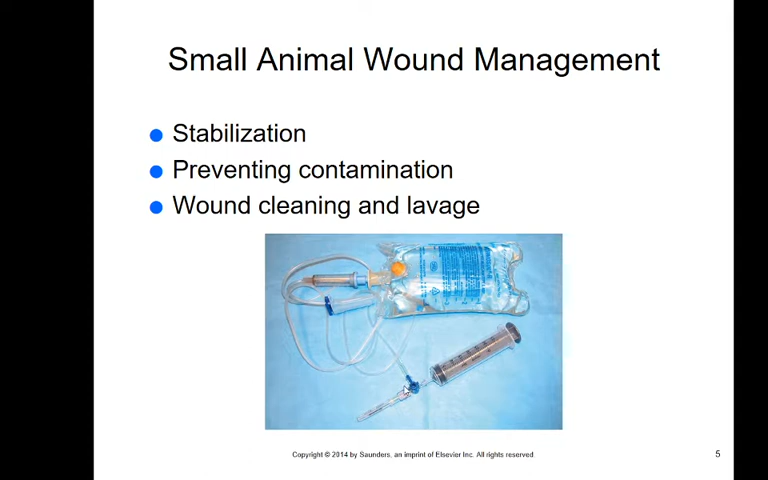 Small Animal Wound Management
Stabilization
Preventing contamination
Wound cleaning and lavage
Copyright © 2014 by Saunders, an imprint of Elsevier Inc. All rights reserved
5